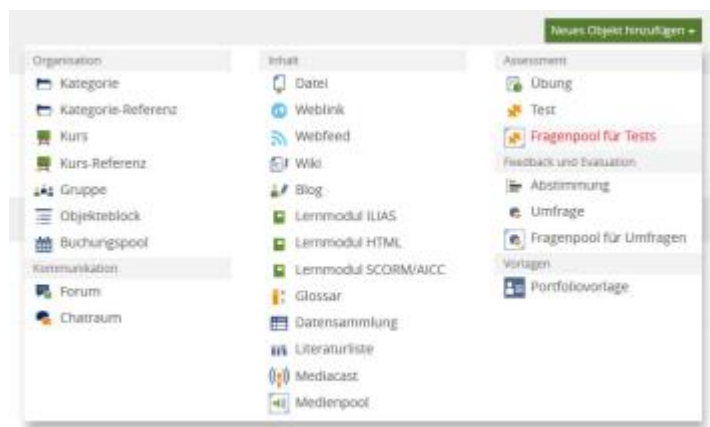 Neues Objekt hinzufügen
Organisation
Kategorie
Kategorie-Referenz
Kurs
Kurs-Referenz
Gruppe
Objekteblock
Buchungspool
Kommunikation
Forum
Chatraum
Inhalt
Datei
Weblink
Webfeed
Wiki
Blog
Lernmodul ILIAS
Lernmodul HTML
Lernmodul SCORM/AICC
Glossar
Datensammlung
Literaturliste
Mediacast
Medienpool
Assessment
Übung
Test
Fragenpool für Tests
Feedback und Evaluation
Abstimmung
Umfrage
Fragenpool für Umfragen
Vorlagen
Portfoliovorlage